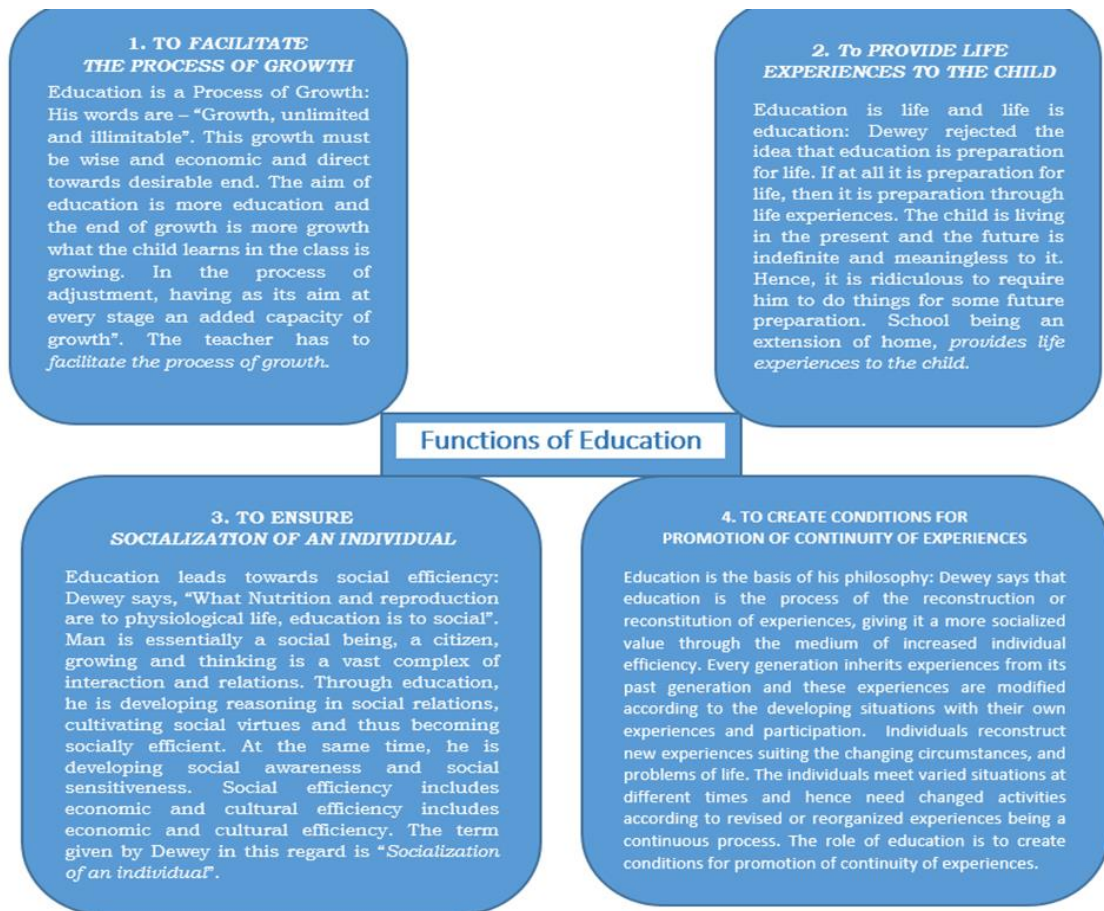 1. TO FACILITATE
THE PROCESS OF GROWTH
Education is a Process of Growth:
His words are – “Growth, unlimited
and illimitable”. This growth must
be wise and economic and direct
towards desirable end. The aim of
education is more education and
the end of growth is more growth
what the child learns in the class is
growing. In the process of
adjustment, having as its aim at
every stage an added capacity of
growth”. The teacher has to
facilitate the process of growth.
2. To PROVIDE LIFE
EXPERIENCES TO THE CHILD
Education is life and life is
education: Dewey rejected the
idea that education is preparation
for life. If at all it is preparation for
life, then it is preparation through
life experiences. The child is living
in the present and the future is
indefinite and meaningless to it.
Hence, it is ridiculous to require
him to do things for some future
preparation. School being an
extension of home, provides life
experiences to the child.
Functions of Education
3. TO ENSURE
SOCIALIZATION OF AN INDIVIDUAL
Education leads towards social efficiency:
Dewey says, “What Nutrition and reproduction
are to physiological life, education is to social”.
Man is essentially a social being, a citizen,
growing and thinking is a vast complex of
interaction and relations. Through education,
he is developing reasoning in social relations,
cultivating social virtues and thus becoming
socially efficient. At the same time, he is
developing social awareness and social
sensitiveness. Social efficiency includes
economic and cultural efficiency includes
economic and cultural efficiency. The term
given by Dewey in this regard is “Socialization
of an individual”.
4. TO CREATE CONDITIONS FOR
PROMOTION OF CONTINUITY OF EXPERIENCES
Education is the basis of his philosophy: Dewey says that
education is the process of the reconstruction or
reconstitution of experiences, giving it a more socialized
value through the medium of increased individual
efficiency. Every generation inherits experiences from its
past generation and these experiences are modified
according to the developing situations with their own
experiences and participation. Individuals reconstruct
new experiences suiting the changing circumstances, and
problems of life. The individuals meet varied situations at
different times and hence need changed activities
according to revised or reorganized experiences being a
continuous process. The role of education is to create
conditions for promotion of continuity of experiences.